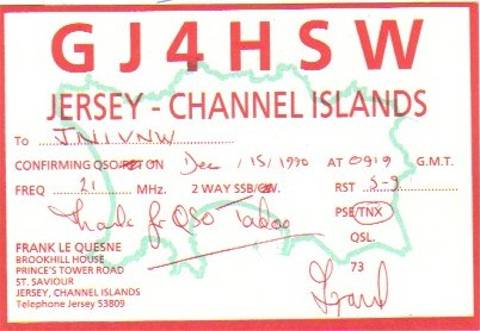 GJ4HSW
JERSEY - CHANNEL ISLANDS
To JN1VNW
CONFIRMING QSO/ ON Dec / 15 / 1990 AT 0919 G.M.T.
FREQ 21 MHz. 2 WAY SSB/CW. RST 5-9
Thank for QSO
PSE/TNX
QSL.
FRANK LE QUESNE
BROOKHILL HOUSE
PRINCE'S TOWER ROAD
ST. SAVIOUR
JERSEY, CHANNEL ISLANDS
Telephone Jersey 53809
73
Frank